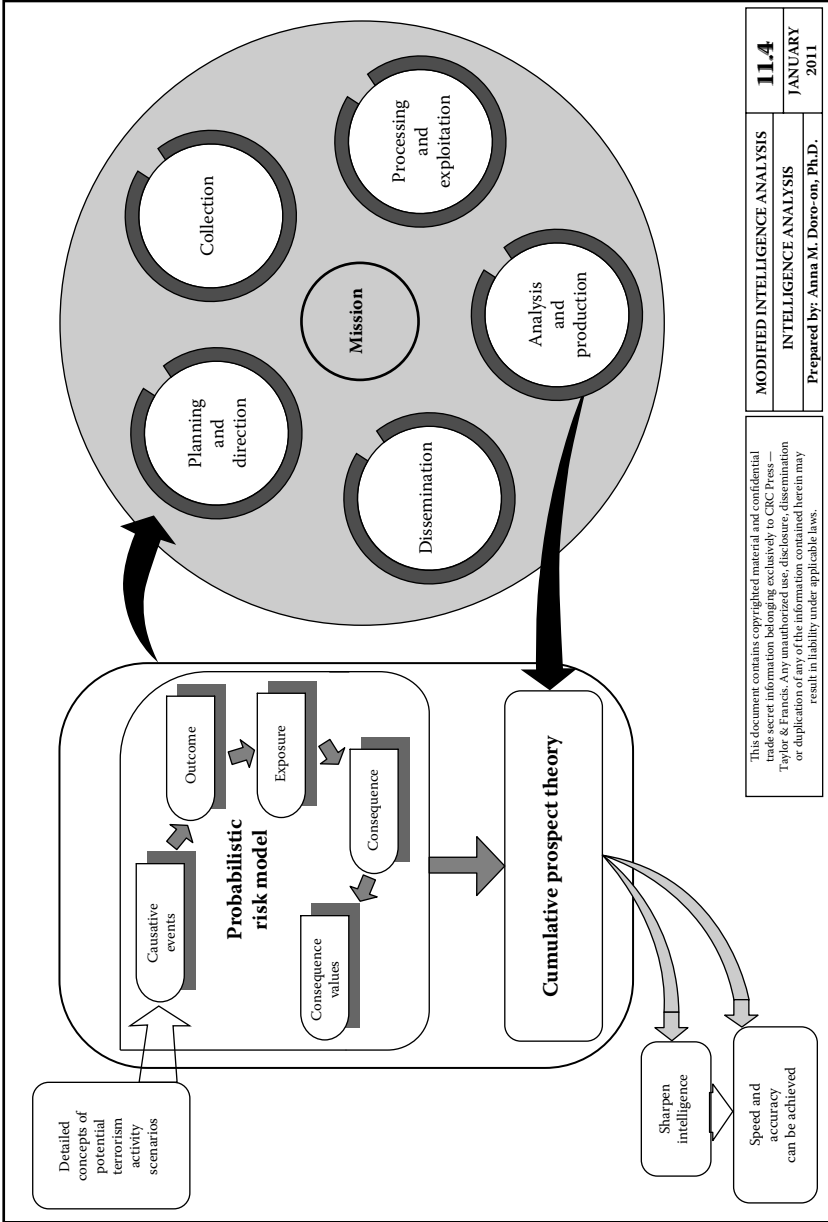 Detailed
concepts of
potential
terrorism
activity
scenarios
Causative
events
Outcome
Exposure
Consequence
Consequence
values
Probabilistic
risk model
Cumulative prospect theory
Sharpen
intelligence
Speed and
accuracy
can be achieved
Planning
and
direction
Collection
Processing
and
exploitation
Analysis
and
production
Dissemination
Mission
This document contains copyrighted material and confidential
trade secret information belonging exclusively to CRC Press —
Taylor & Francis. Any unauthorized use, disclosure, dissemination
or duplication of any of the information contained herein may
result in liability under applicable laws.
MODIFIED INTELLIGENCE ANALYSIS
INTELLIGENCE ANALYSIS
Prepared by: Anna M. Doro-on, Ph.D.
11.4
JANUARY
2011